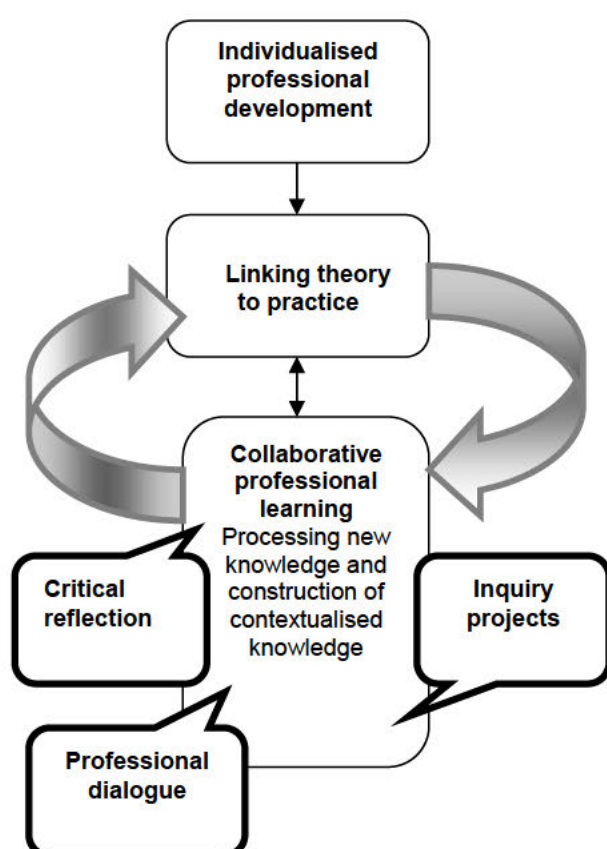 Individualised
professional
development
Linking theory
to practice
Collaborative
professional
learning
Processing new
knowledge and
construction of
contextualised
knowledge
Critical
reflection
Inquiry
projects
Professional
dialogue